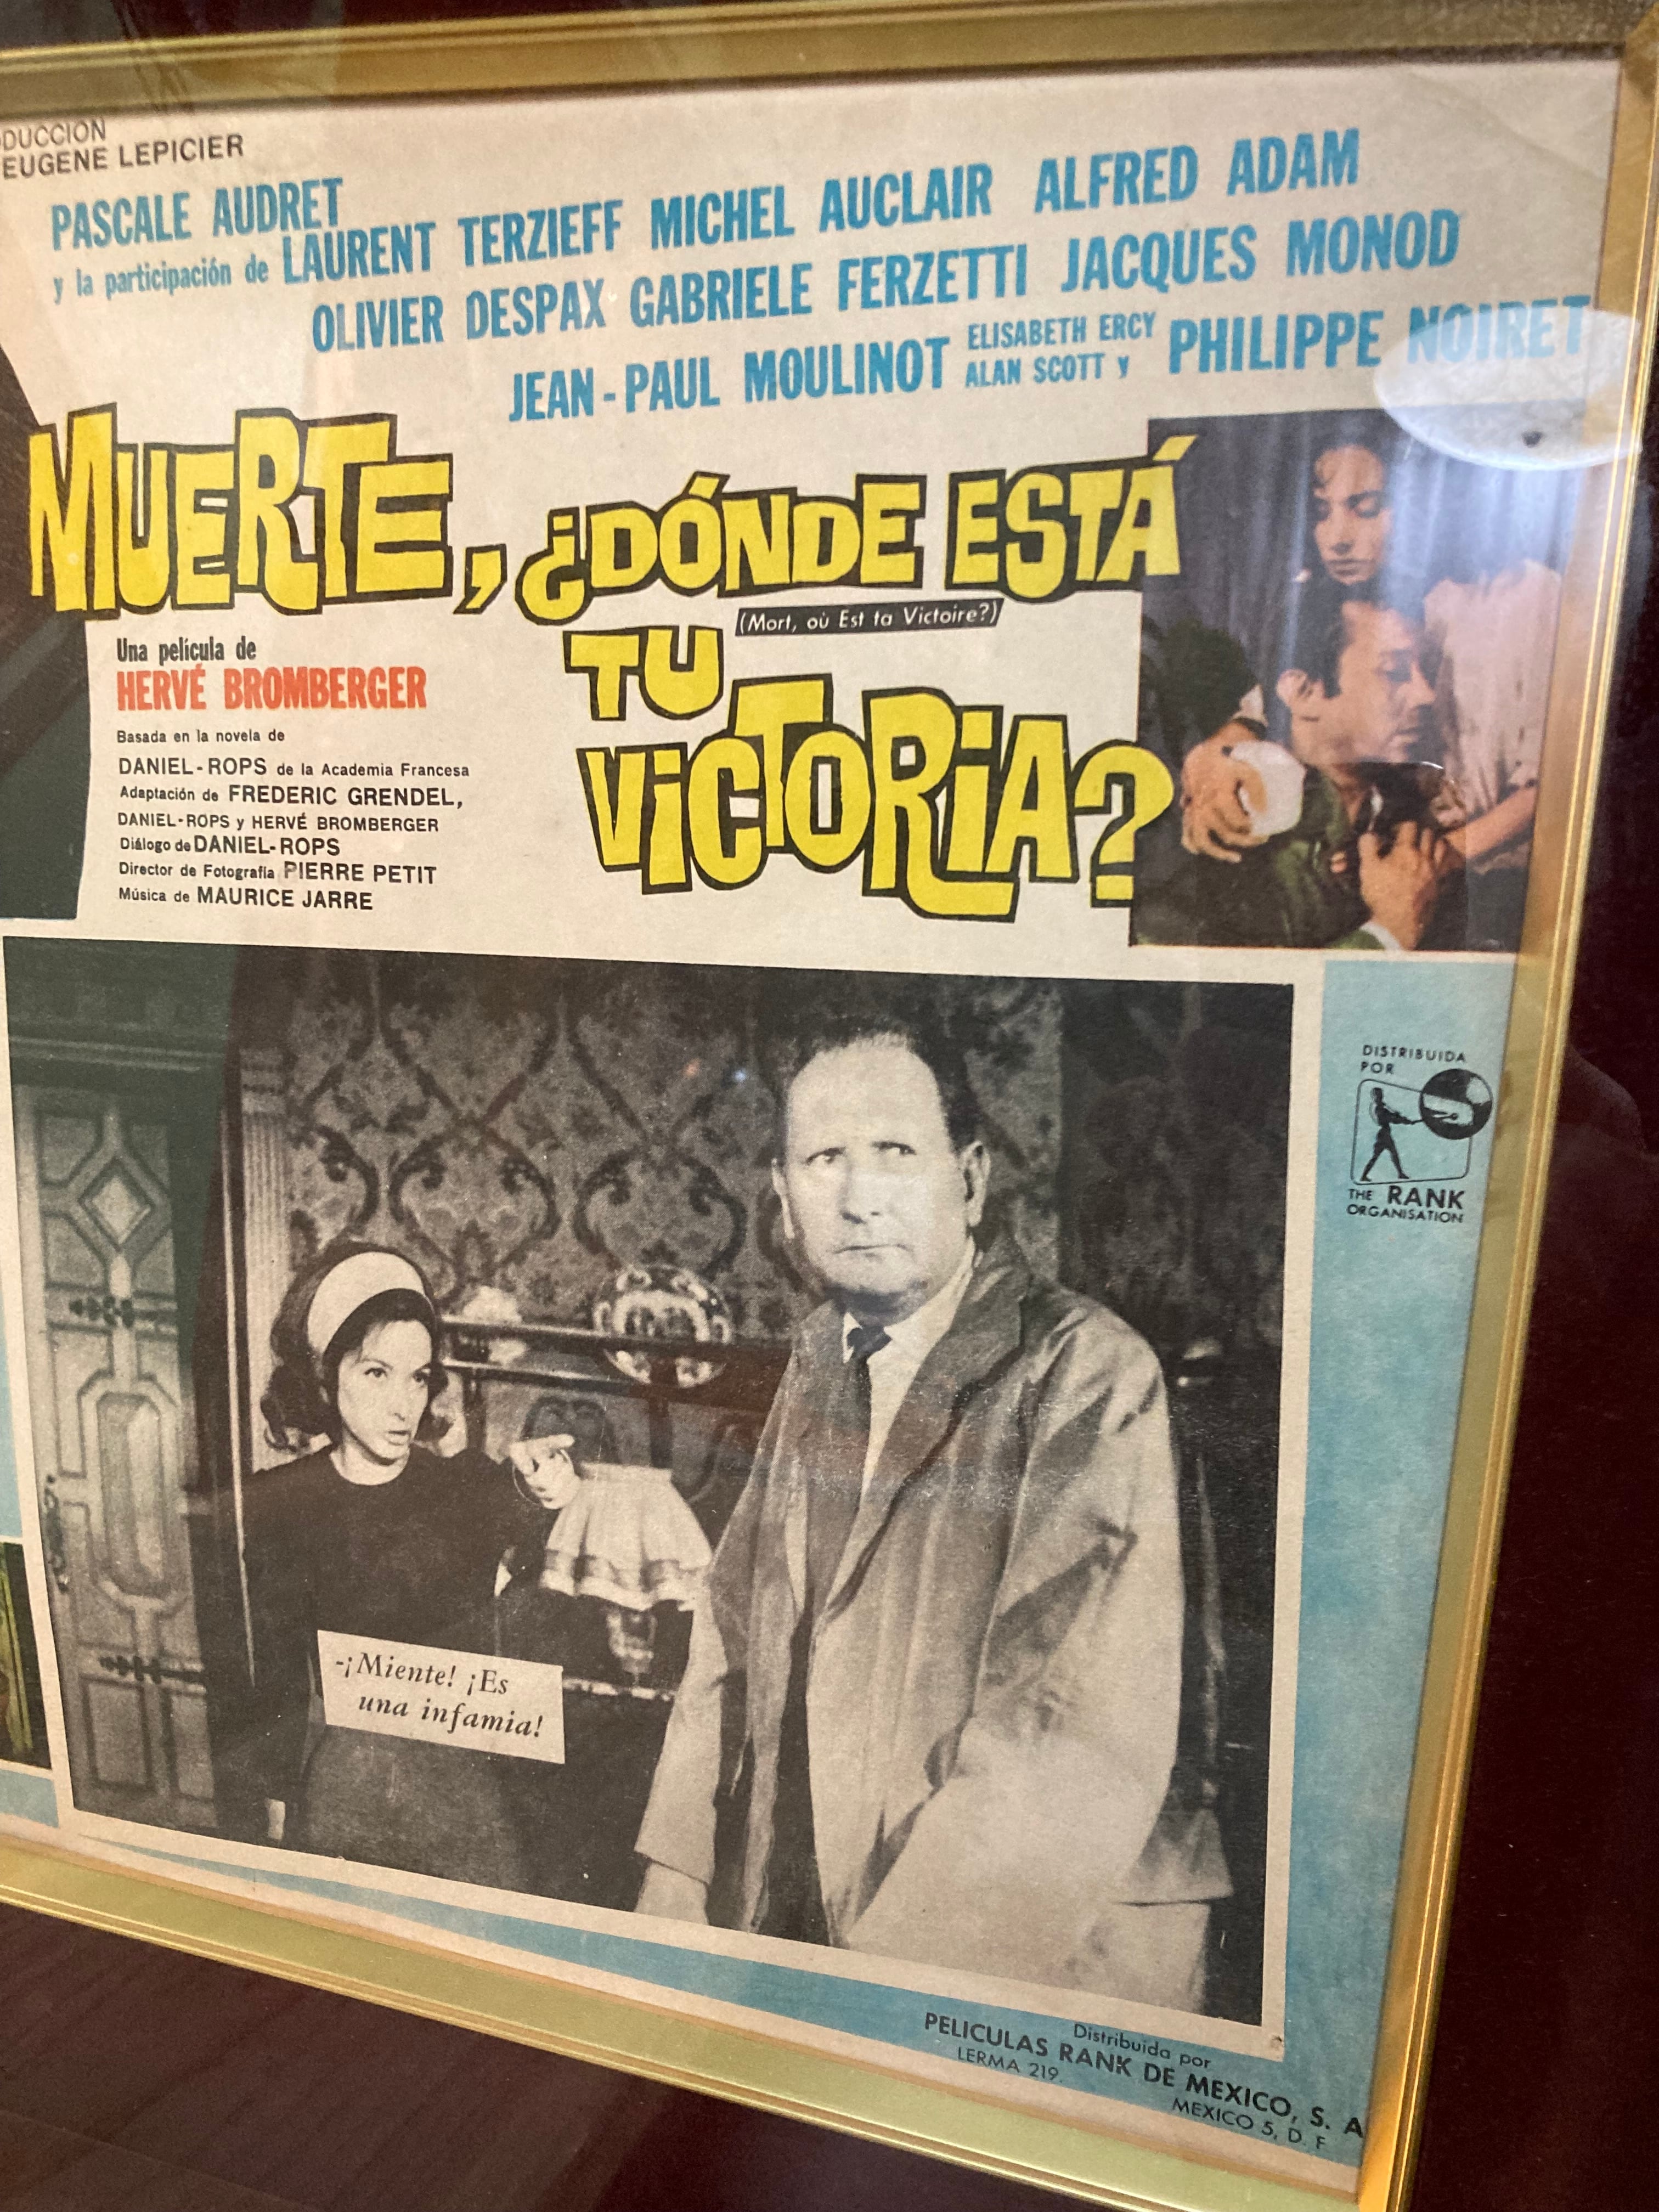 DUCCION
EUGENE LEPICIER
PASCALE AUDRET
y la participación de LAURENT TERZIEFF MICHEL AUCLAIR ALFRED ADAM
OLIVIER DESPAX GABRIELE FERZETTI JACQUES MONOD
JEAN-PAUL MOULINOT ELISABETH ERCY
ALAN SCOTT y PHILIPPE NOIRET
MUERTE, ¿DÓNDE ESTÁ
(Mort, où Est ta Victoire?)
TU
VICTORIA?
Una película de
HERVÉ BROMBERGER
Basada en la novela de
DANIEL-ROPS de la Academia Francesa
Adaptación de FREDERIC GRENDEL,
DANIEL-ROPS y HERVÉ BROMBERGER
Diálogo de DANIEL-ROPS
Director de Fotografia PIERRE PETIT
Música de MAURICE JARRE
DISTRIBUIDA
POR
THE RANK
ORGANISATION
-¡Miente! ¡Es
una infamia!
Distribuida por
PELICULAS RANK DE MEXICO, S. A
LERMA 219.
MEXICO 5, D. F